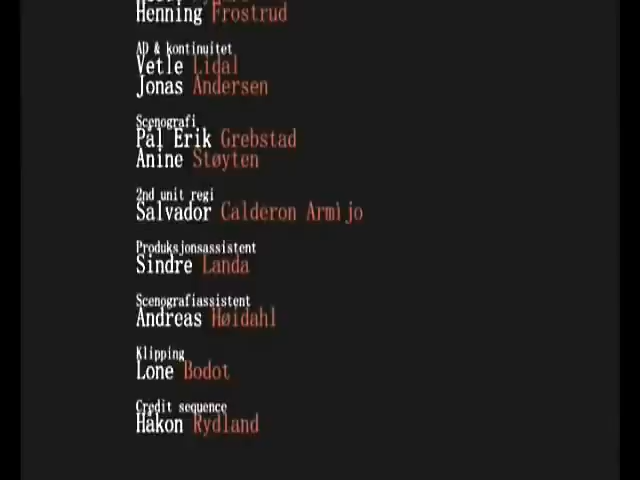 Henning Frostrud
AD & kontinuitet
Vetle Lidal
Jonas Andersen
Scenografi
Pål Erik Grebstad
Anine Støyten
2nd unit regi
Salvador Calderon Armijo
Produksjonsassistent
Sindre Landa
Scenografiassistent
Andreas Høidahl
Klipping
Lone Bodot
Credit sequence
Håkon Rydland